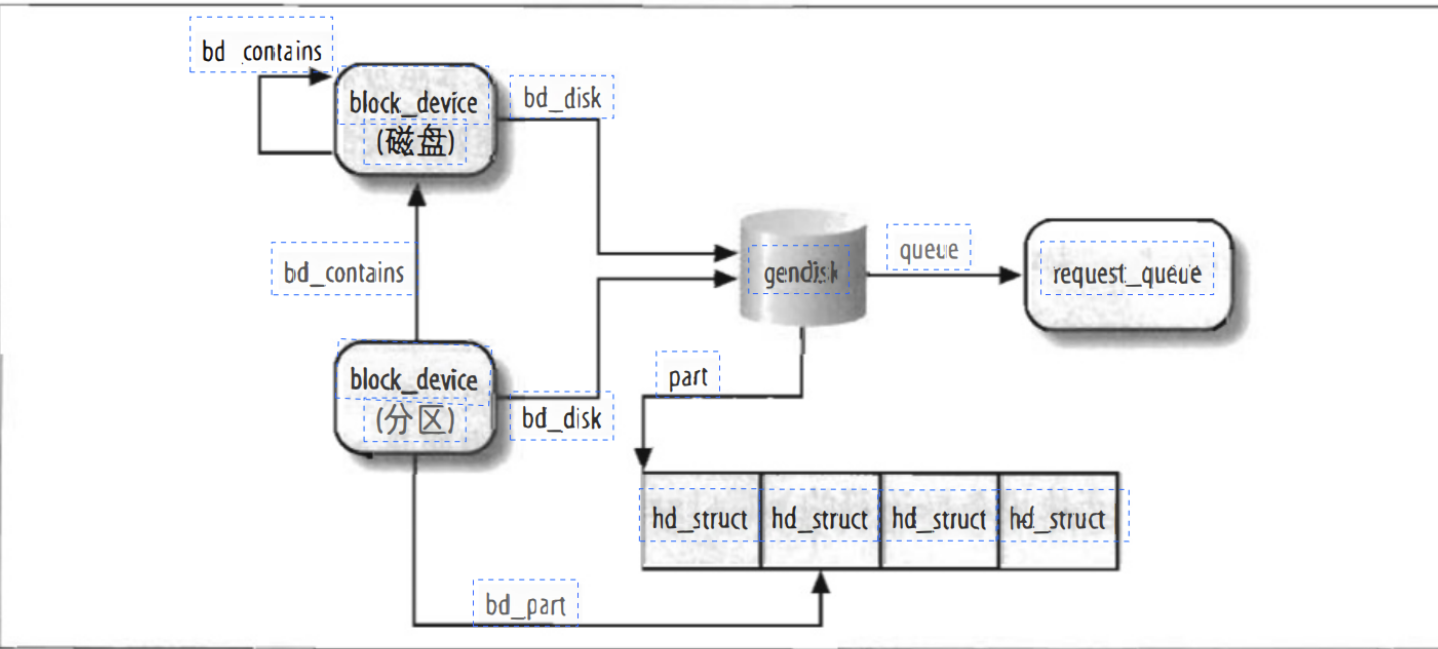 bd_contains
block_device
(磁盘)
bd_disk
bd_contains
gendisk
queue
request_queue
block_device
(分区)
bd_disk
part
hd_struct hd_struct hd_struct hd_struct
bd_part